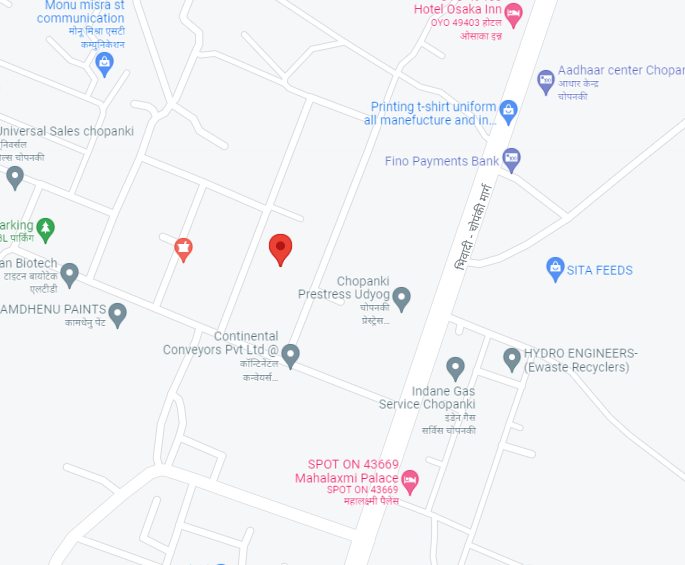 Monu misra st
communication
मोनू मिश्रा एसटी
कम्युनिकेशन
Hotel Osaka Inn
OYO 49403 होटल
ओसाका इन्न
Aadhaar center Chopan
आधार केन्द्र
चोपनकी
Printing t-shirt uniform
all manefucture and in...
Universal Sales chopanki
Fino Payments Bank
भिवाडी - चोपंकी मार्ग
arking
BL पार्किंग
an Biotech
टाइटन बायोटेक
एलटीडी
SITA FEEDS
Chopanki
Prestress Udyog
चोपनकी
प्रेस्ट्रेस...
AMDHENU PAINTS
कामधेनु पेंट
Continental
Conveyors Pvt Ltd @
कॉन्टिनेंटल
कन्वेयर्स...
HYDRO ENGINEERS-
(Ewaste Recyclers)
Indane Gas
Service Chopanki
इंडेन गैस
सर्विस चोपनकी
SPOT ON 43669
Mahalaxmi Palace
SPOT ON 43669
महालक्ष्मी पैलेस